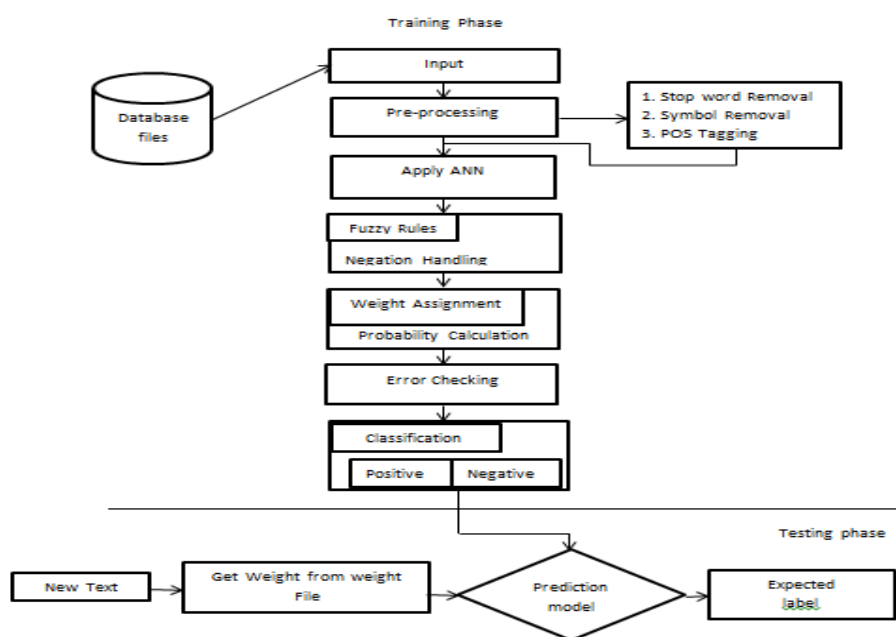 Training Phase
Input
Database
files
Pre-processing
1. Stop word Removal
2. Symbol Removal
3. POS Tagging
Apply ANN
Fuzzy Rules
Negation Handling
Weight Assignment
Probability Calculation
Error Checking
Classification
Positive
Negative
Testing phase
New Text
Get Weight from weight
File
Prediction
model
Expected
label